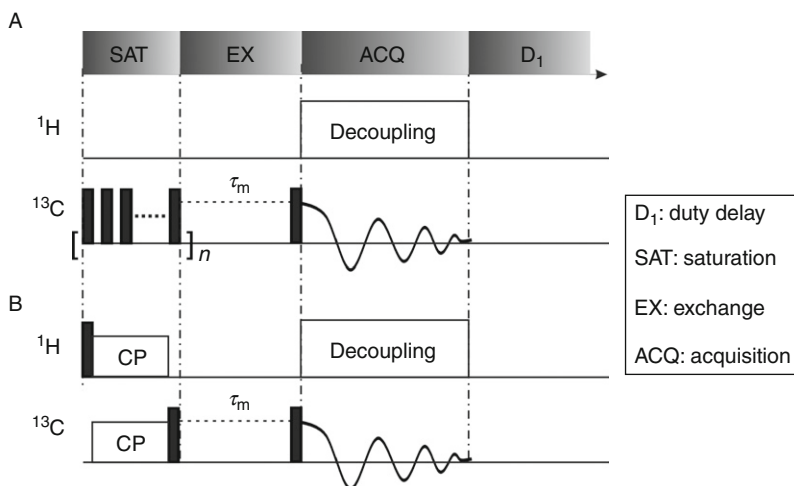 A
SAT EX ACQ D₁
¹H
Decoupling
¹³C
τₘ
[ ]n
D₁: duty delay
SAT: saturation
EX: exchange
ACQ: acquisition
B
¹H
CP
Decoupling
¹³C
CP
τₘ